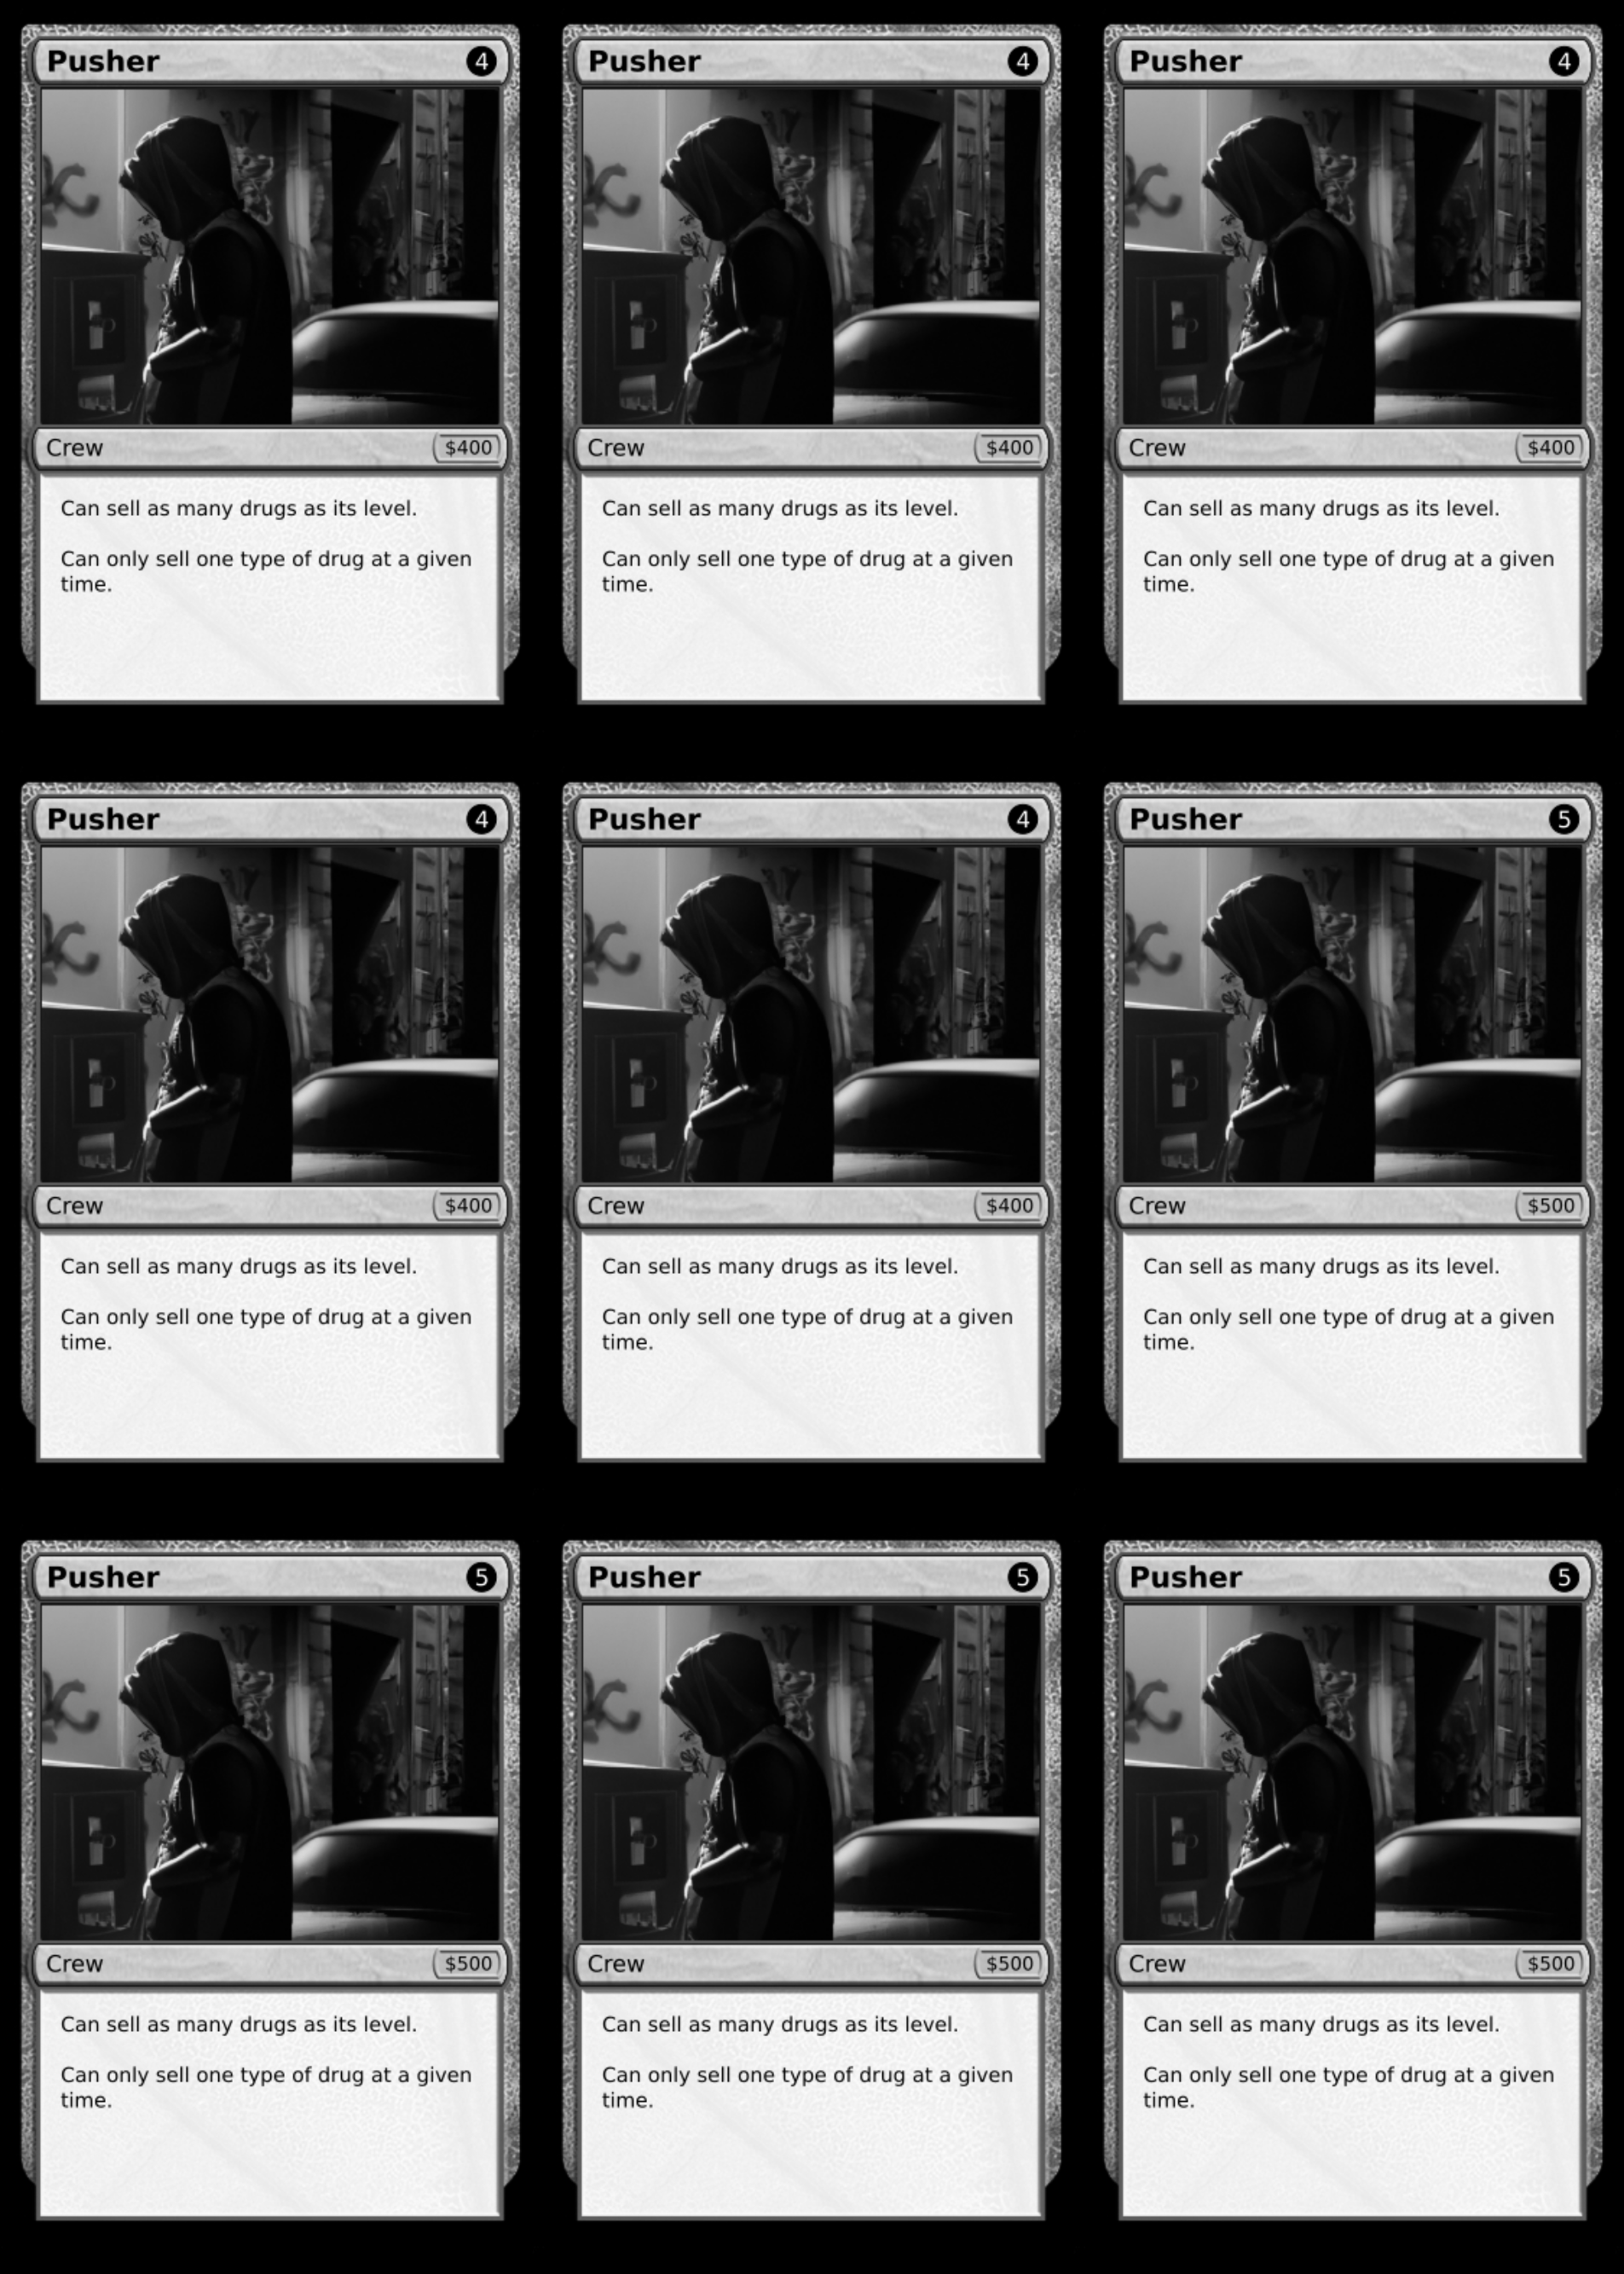 Pusher 4
Crew $400
Can sell as many drugs as its level.
Can only sell one type of drug at a given
time.
Pusher 4
Crew $400
Can sell as many drugs as its level.
Can only sell one type of drug at a given
time.
Pusher 4
Crew $400
Can sell as many drugs as its level.
Can only sell one type of drug at a given
time.
Pusher 4
Crew $400
Can sell as many drugs as its level.
Can only sell one type of drug at a given
time.
Pusher 4
Crew $400
Can sell as many drugs as its level.
Can only sell one type of drug at a given
time.
Pusher 5
Crew $500
Can sell as many drugs as its level.
Can only sell one type of drug at a given
time.
Pusher 5
Crew $500
Can sell as many drugs as its level.
Can only sell one type of drug at a given
time.
Pusher 5
Crew $500
Can sell as many drugs as its level.
Can only sell one type of drug at a given
time.
Pusher 5
Crew $500
Can sell as many drugs as its level.
Can only sell one type of drug at a given
time.